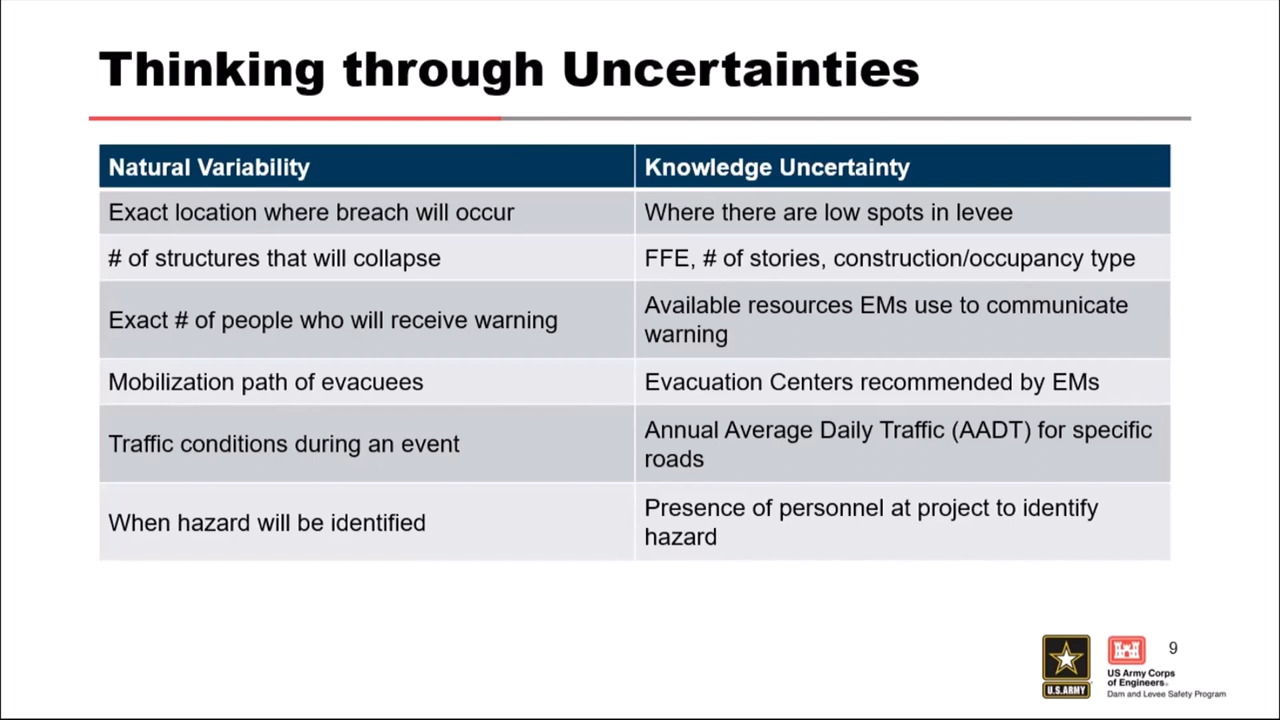 Thinking through Uncertainties
Natural Variability
Knowledge Uncertainty
Exact location where breach will occur
Where there are low spots in levee
# of structures that will collapse
FFE, # of stories, construction/occupancy type
Exact # of people who will receive warning
Available resources EMs use to communicate
warning
Mobilization path of evacuees
Evacuation Centers recommended by EMs
Traffic conditions during an event
Annual Average Daily Traffic (AADT) for specific
roads
When hazard will be identified
Presence of personnel at project to identify
hazard
U.S.ARMY
US Army Corps
of Engineers®
Dam and Levee Safety Program
9